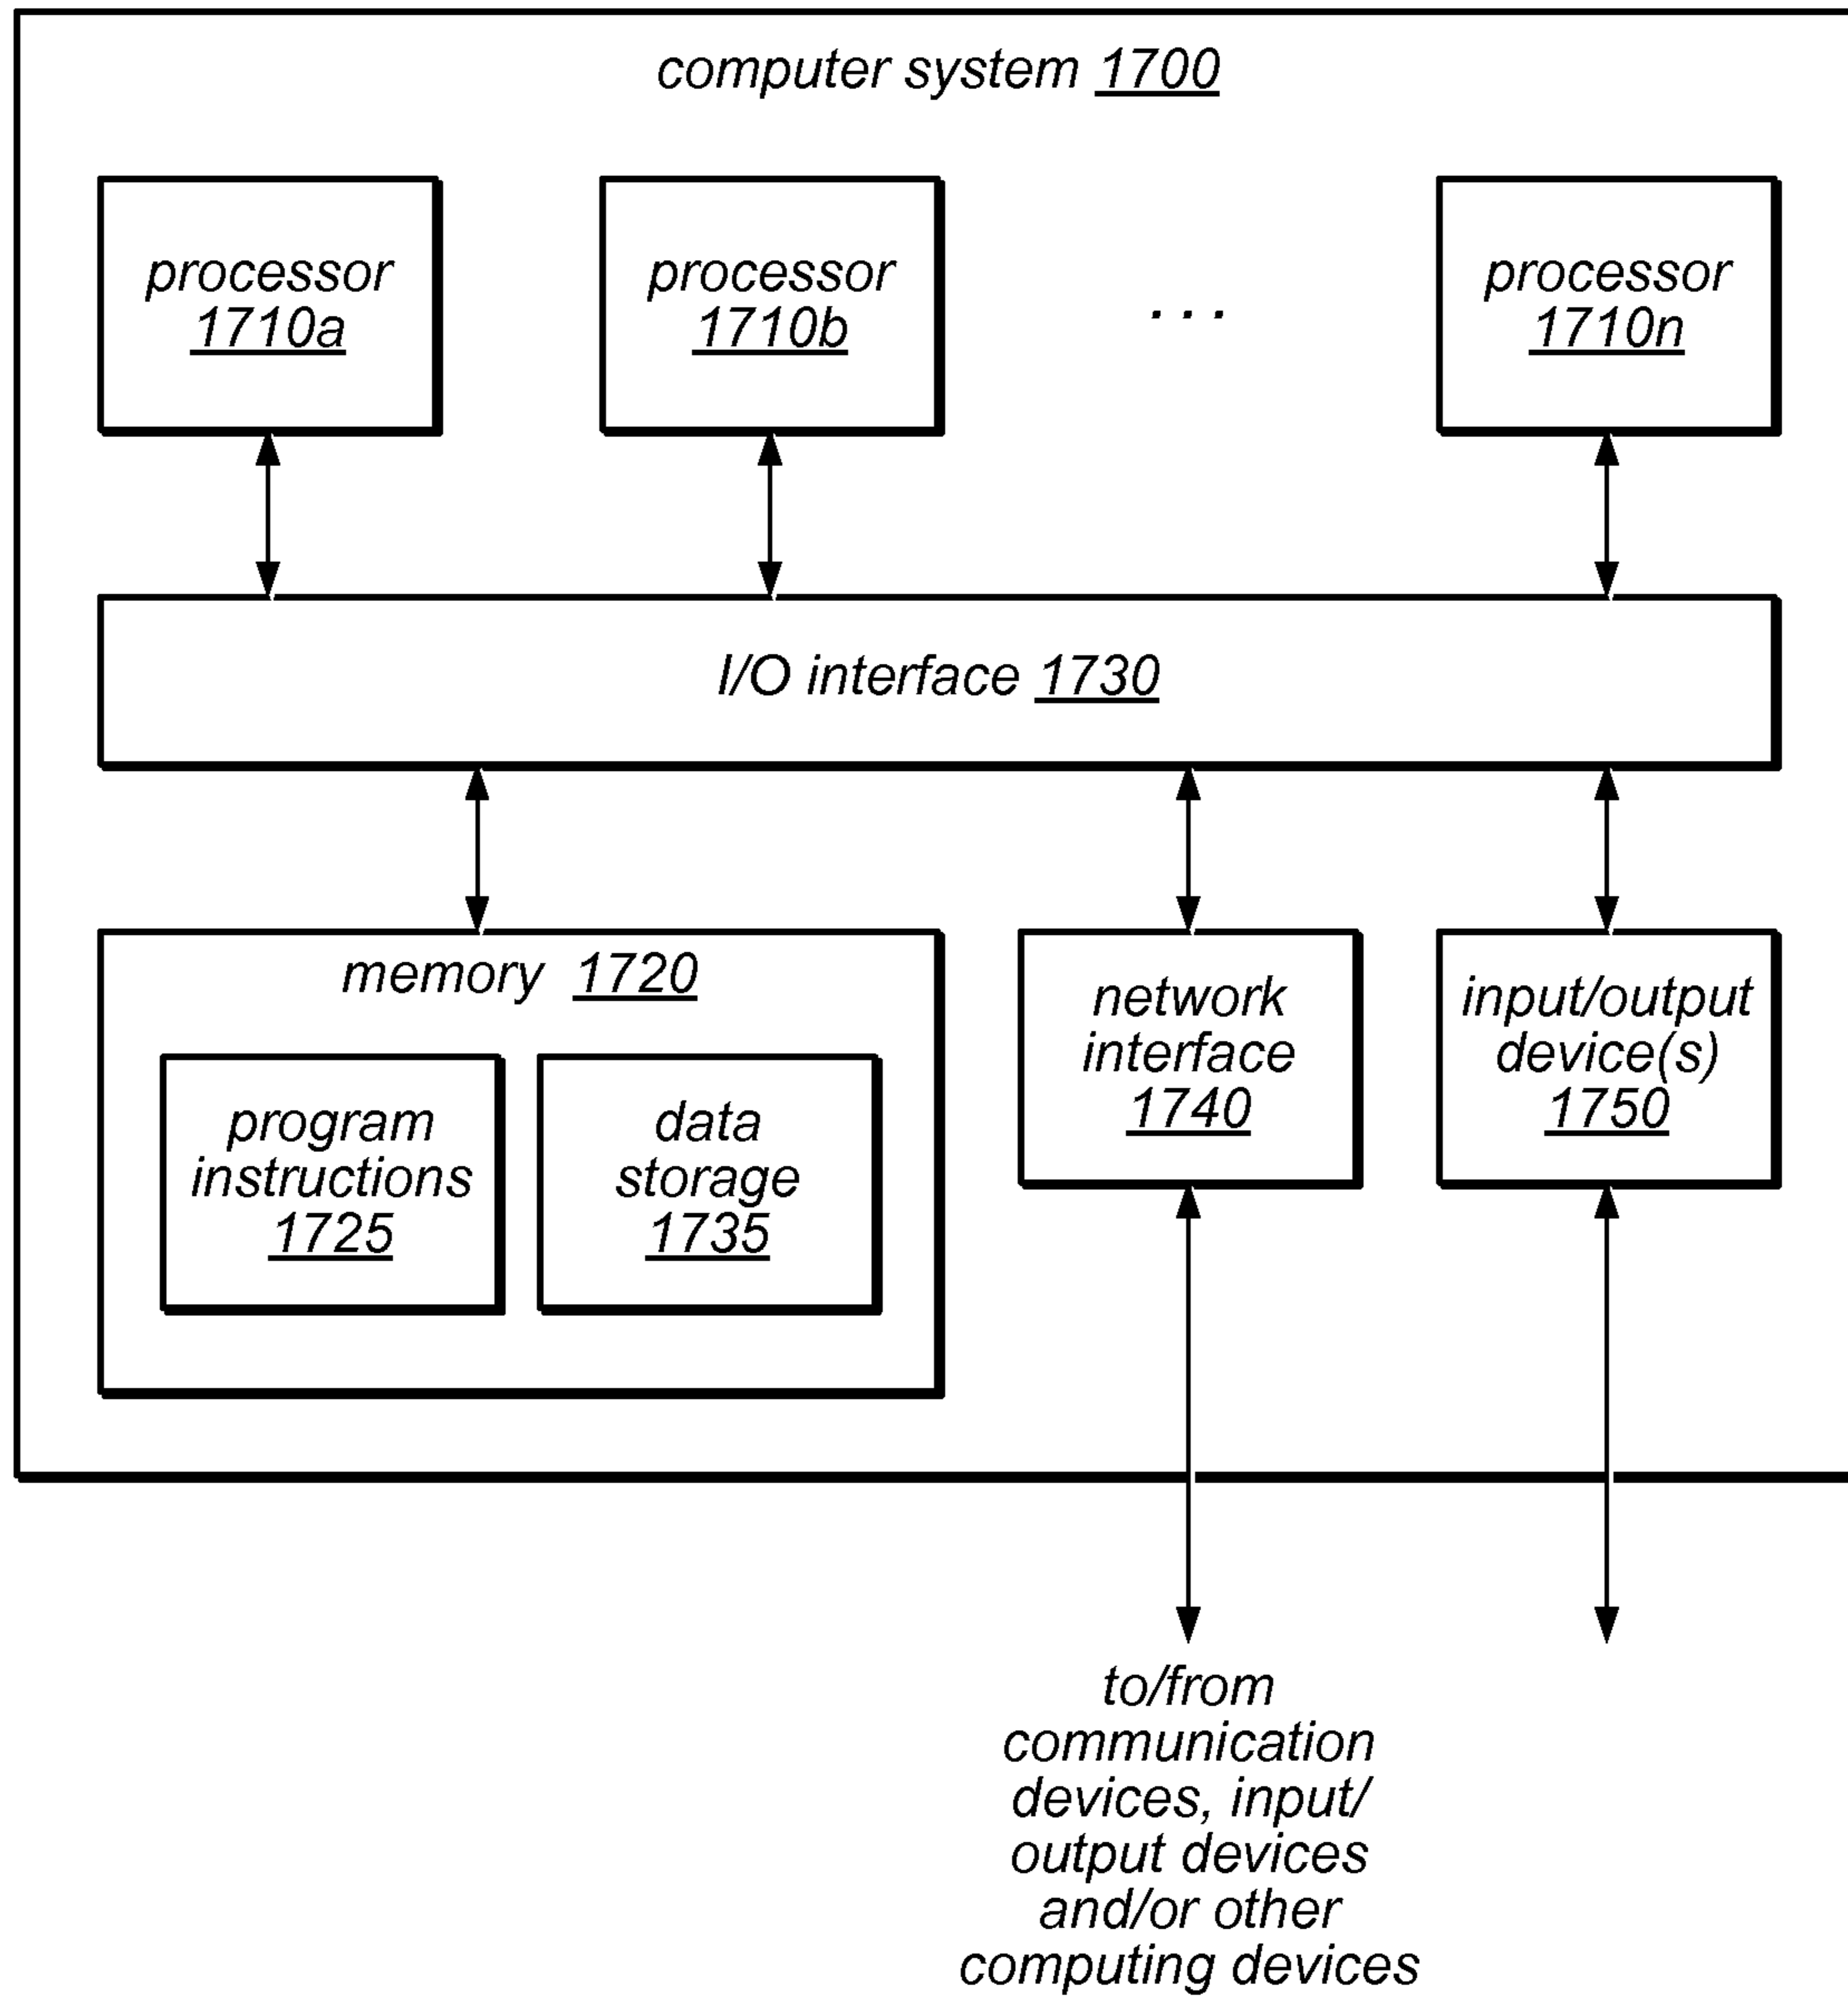 computer system 1700
processor
1710a
processor
1710b
. . .
processor
1710n
I/O interface 1730
memory 1720
program
instructions
1725
data
storage
1735
network
interface
1740
input/output
device(s)
1750
to/from
communication
devices, input/
output devices
and/or other
computing devices